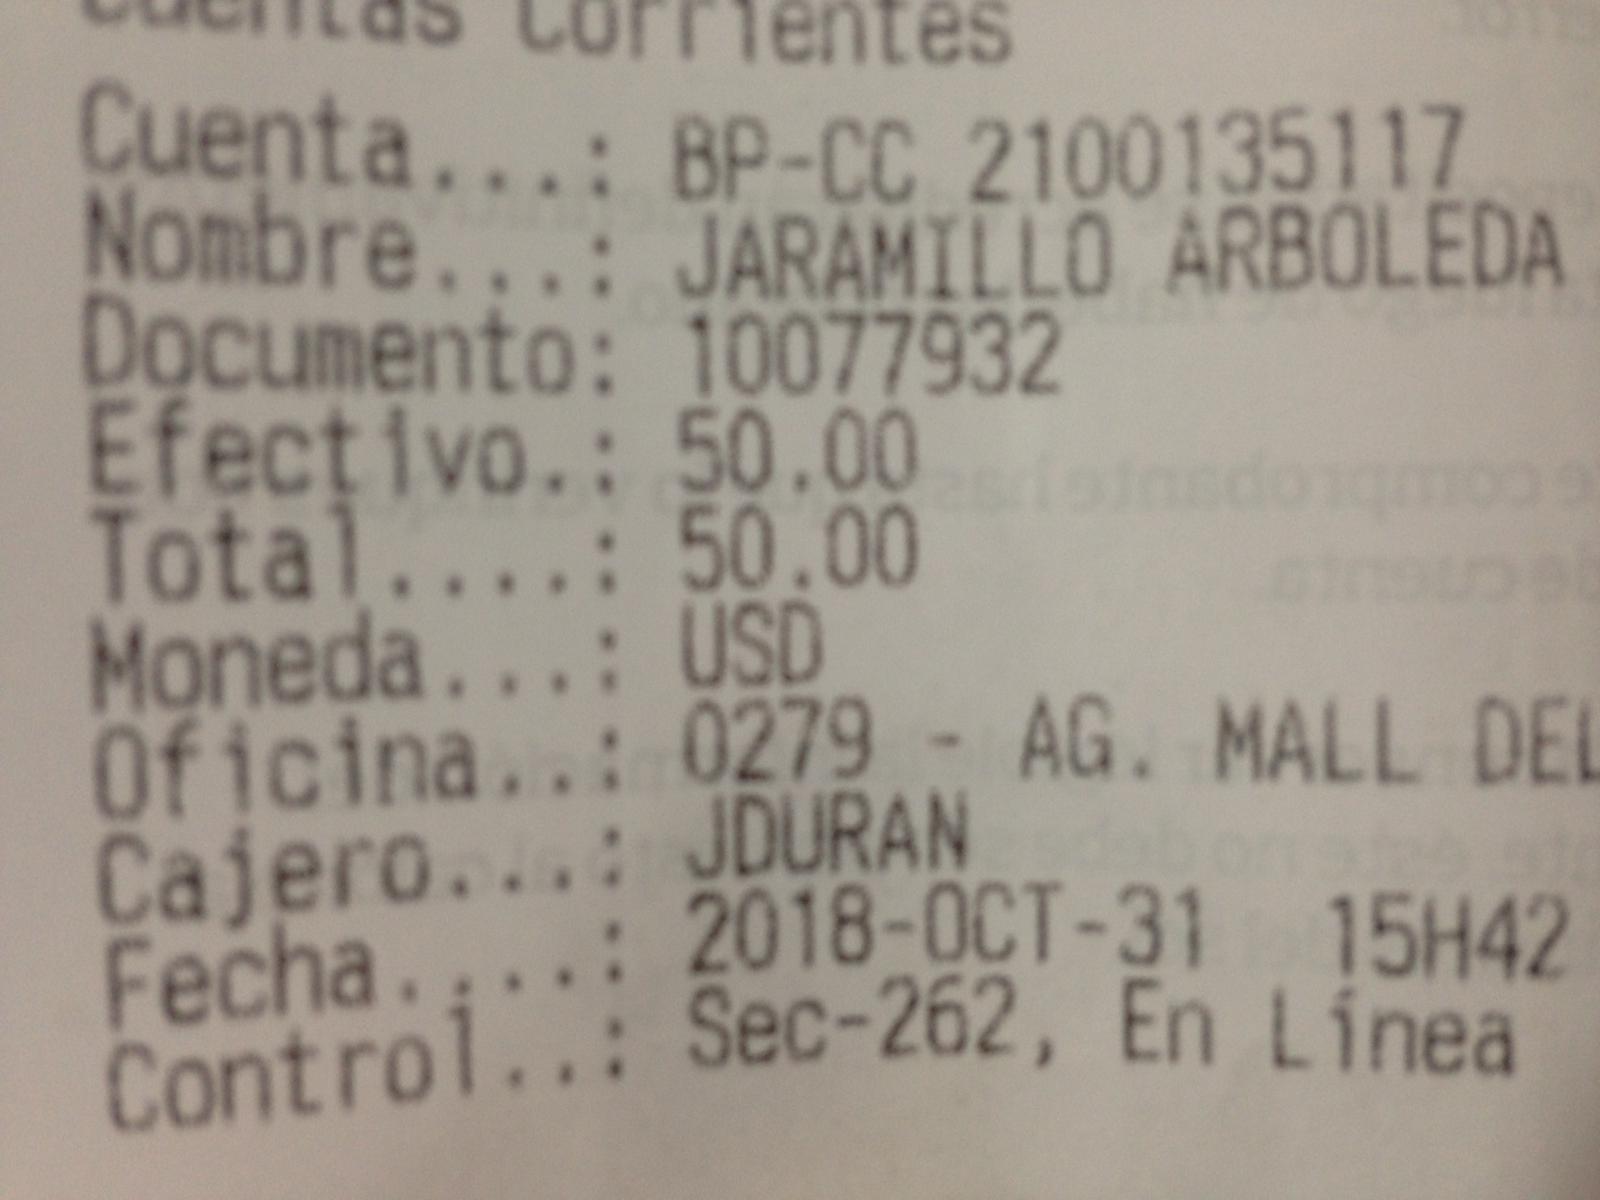 Cuentas Corrientes
Cuenta...: BP-CC 2100135117
Nombre...: JARAMILLO ARBOLEDA
Documento: 10077932
Efectivo.: 50.00
Total....: 50.00
Moneda...: USD
Oficina..: 0279 - AG. MALL DEL
Cajero...: JDURAN
Fecha....: 2018-OCT-31 15H42
Control..: Sec-262, En Línea